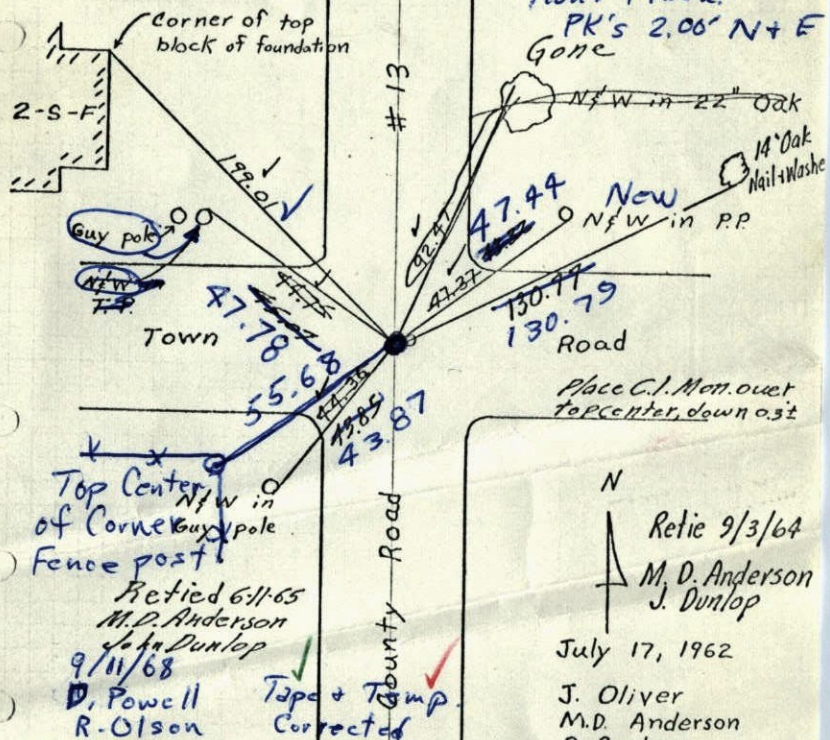 PK's 2.00' N & E
Corner of top
block of foundation
Gone
# 13
2-S-F
N&W in 22" Oak
14" Oak
Nail & Washe
199.01
92.47
47.44
New
N&W in P.P.
Guy pole
N&W
T.P.
44.75
47.78
47.37
130.77
130.79
Town
Road
55.68
44.36
43.85
43.87
Place C.I. Mon. over
top center, down 0.3±
Top Center
of Corner
Fence post
N&W in
Guy pole
County Road
N
Retie 9/3/64
M. D. Anderson
J. Dunlop
Retied 6-11-65
M.D. Anderson
John Dunlop
July 17, 1962
9/11/68
D. Powell
R. Olson
Tape & Temp.
Corrected
J. Oliver
M.D. Anderson